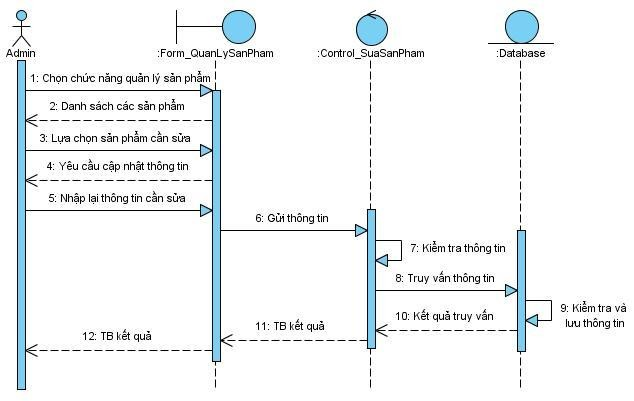 Admin
:Form_QuanLySanPham
:Control_SuaSanPham
:Database
1: Chọn chức năng quản lý sản phẩm
2: Danh sách các sản phẩm
3: Lựa chọn sản phẩm cần sửa
4: Yêu cầu cập nhật thông tin
5: Nhập lại thông tin cần sửa
6: Gửi thông tin
7: Kiểm tra thông tin
8: Truy vấn thông tin
9: Kiểm tra và
lưu thông tin
10: Kết quả truy vấn
11: TB kết quả
12: TB kết quả